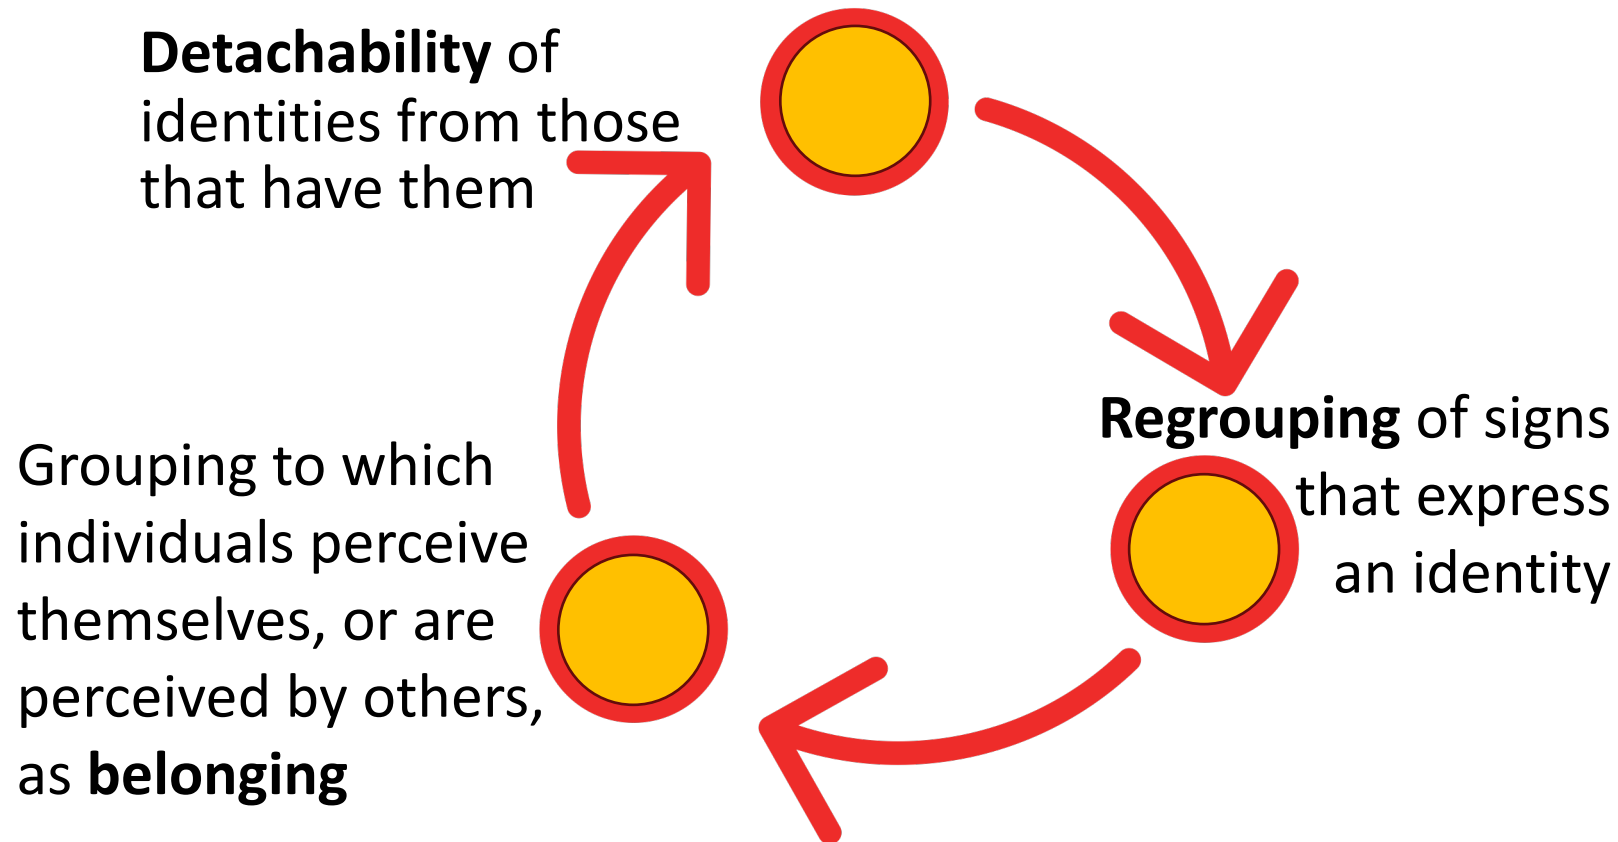 Detachability of
identities from those
that have them
Regrouping of signs
that express
an identity
Grouping to which
individuals perceive
themselves, or are
perceived by others,
as belonging